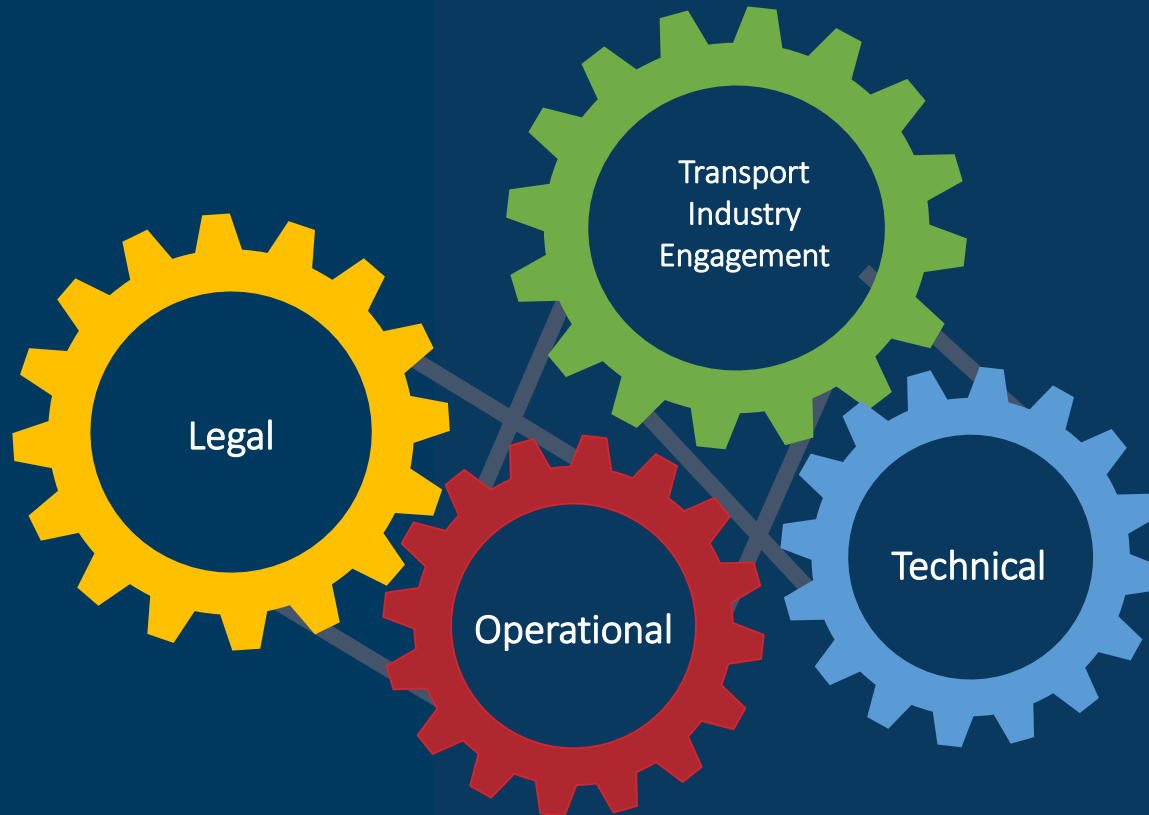 Transport
Industry
Engagement
Legal
Technical
Operational